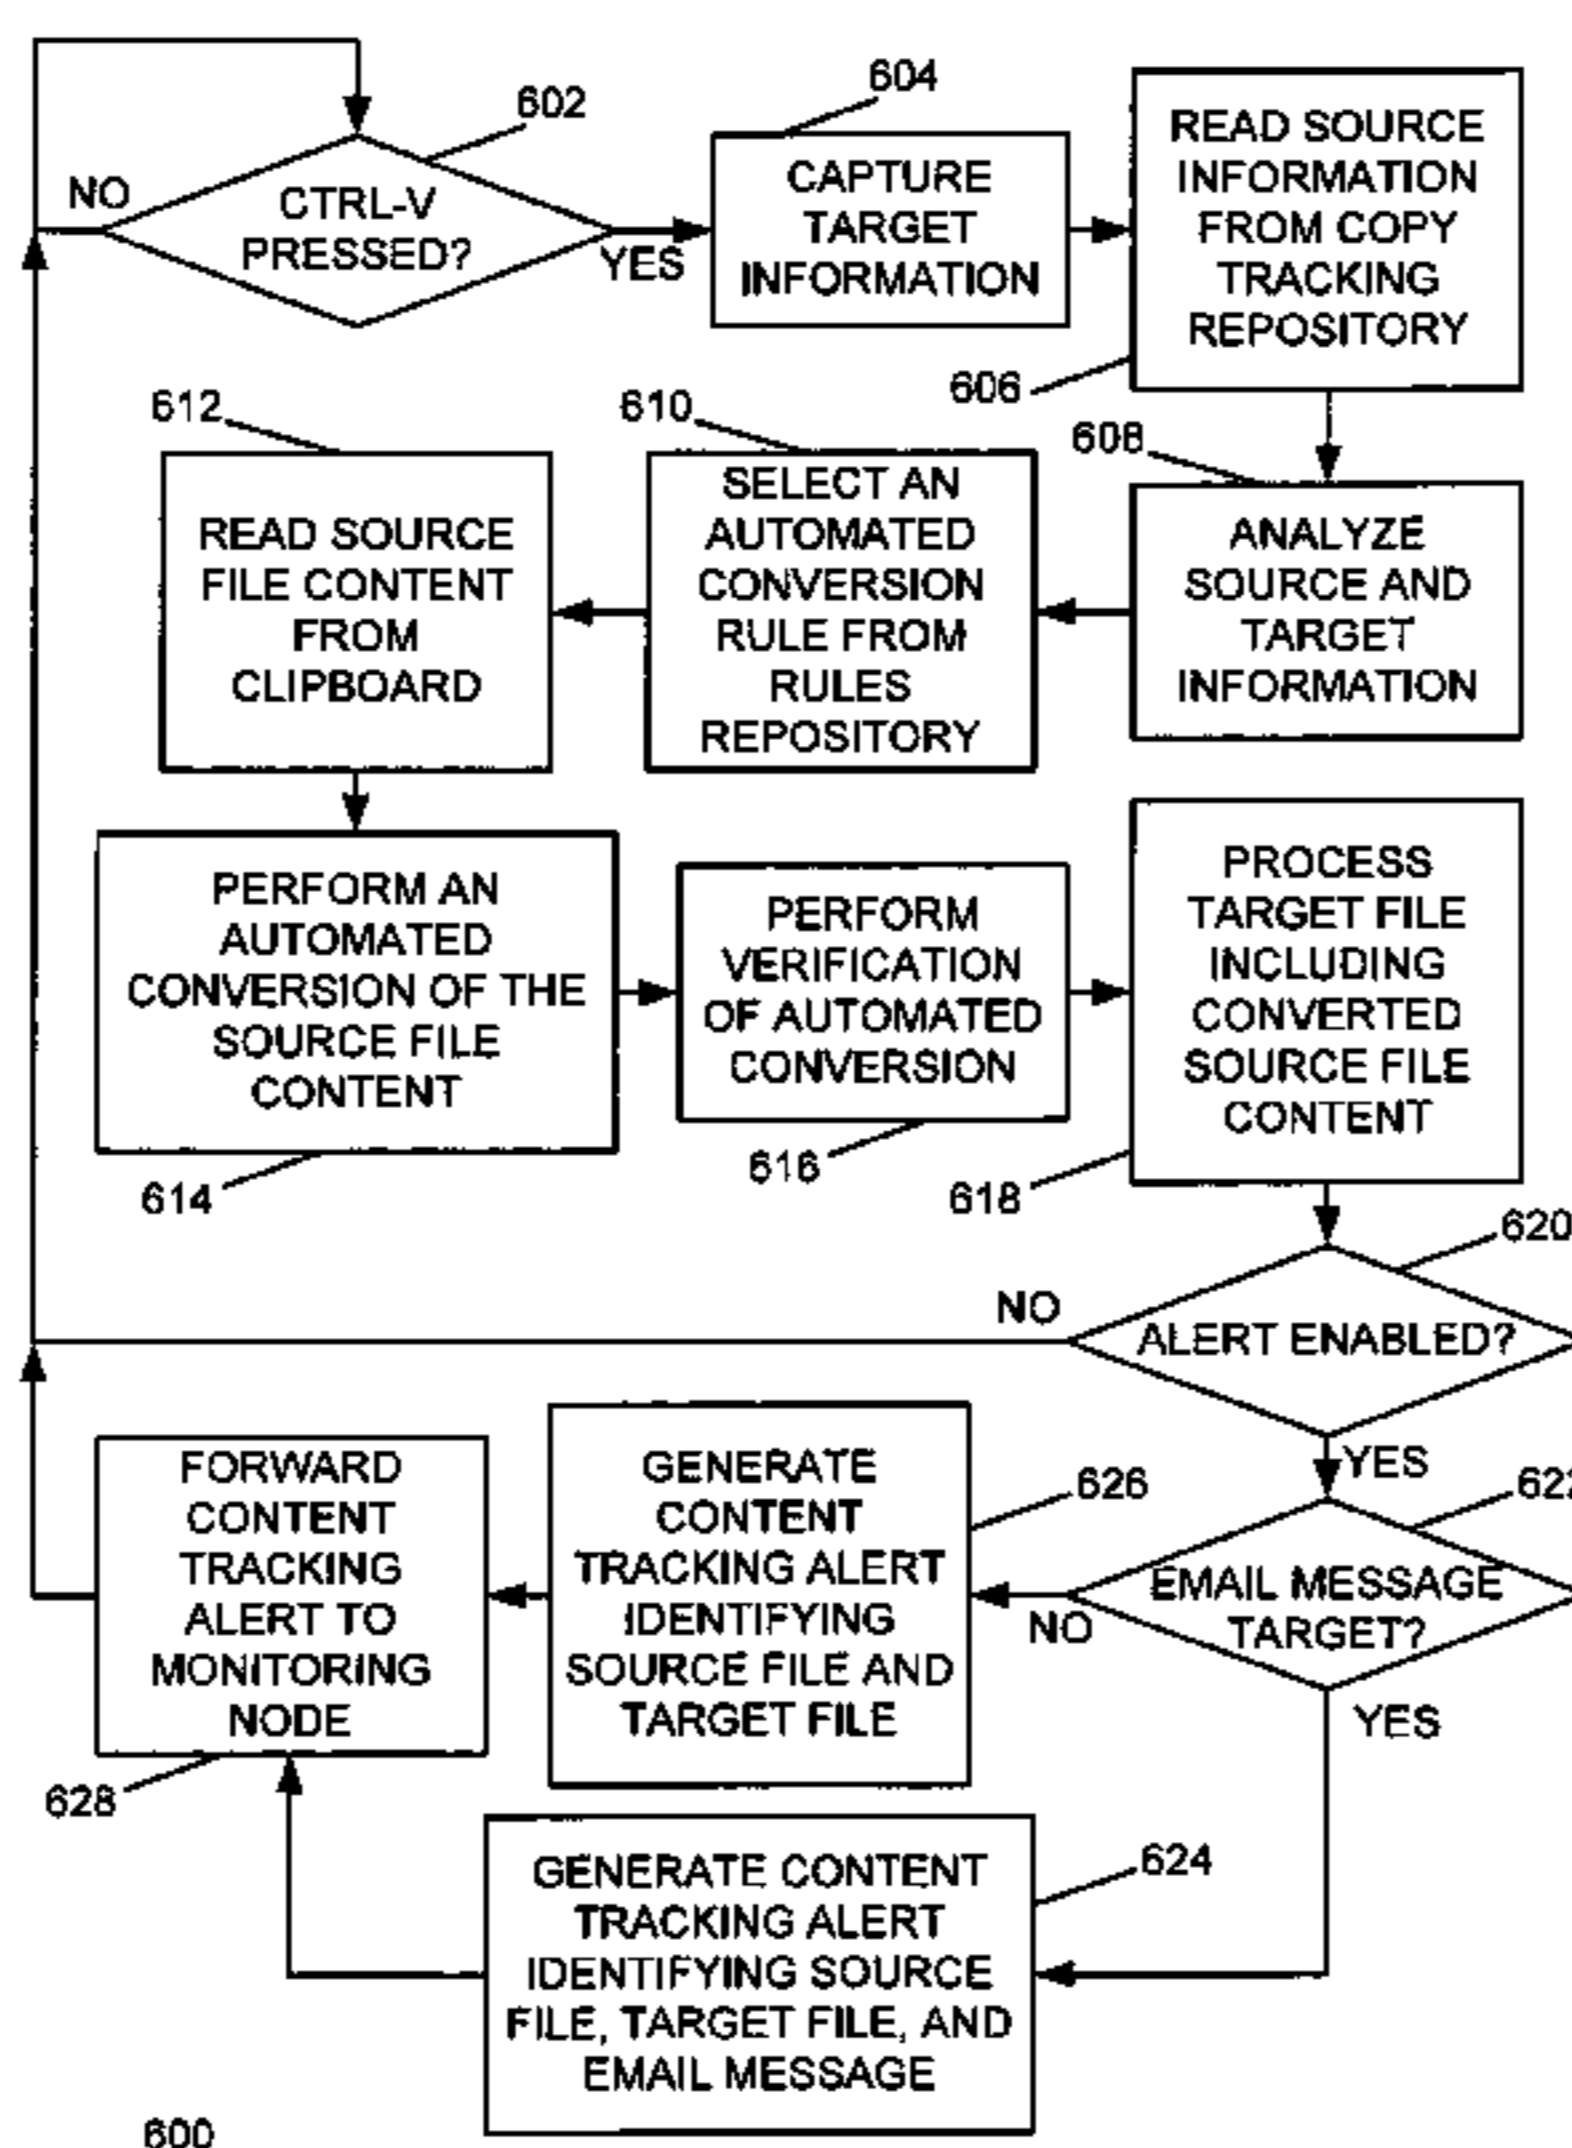 602
NO
CTRL-V
PRESSED?
YES
604
CAPTURE
TARGET
INFORMATION
READ SOURCE
INFORMATION
FROM COPY
TRACKING
REPOSITORY
606
608
ANALYZE
SOURCE AND
TARGET
INFORMATION
610
SELECT AN
AUTOMATED
CONVERSION
RULE FROM
RULES
REPOSITORY
612
READ SOURCE
FILE CONTENT
FROM
CLIPBOARD
PERFORM AN
AUTOMATED
CONVERSION OF THE
SOURCE FILE
CONTENT
614
PERFORM
VERIFICATION
OF AUTOMATED
CONVERSION
616
PROCESS
TARGET FILE
INCLUDING
CONVERTED
SOURCE FILE
CONTENT
618
620
NO
ALERT ENABLED?
YES
622
EMAIL MESSAGE
TARGET?
NO
YES
626
GENERATE
CONTENT
TRACKING ALERT
IDENTIFYING
SOURCE FILE AND
TARGET FILE
FORWARD
CONTENT
TRACKING
ALERT TO
MONITORING
NODE
628
624
GENERATE CONTENT
TRACKING ALERT
IDENTIFYING SOURCE
FILE, TARGET FILE, AND
EMAIL MESSAGE
600